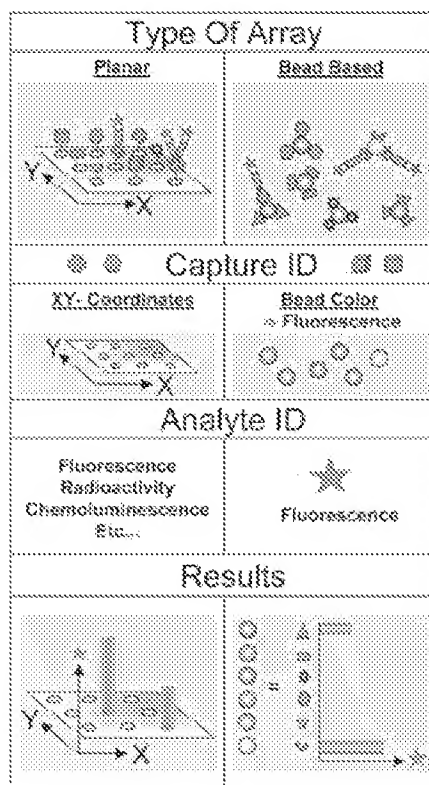 Type Of Array
Planar
Bead Based
Y
X
Capture ID
XY- Coordinates
Bead Color
Fluorescence
Y
X
Analyte ID
Fluorescence
Radioactivity
Chemoluminescence
Etc...
Fluorescence
Results
Y
X
=